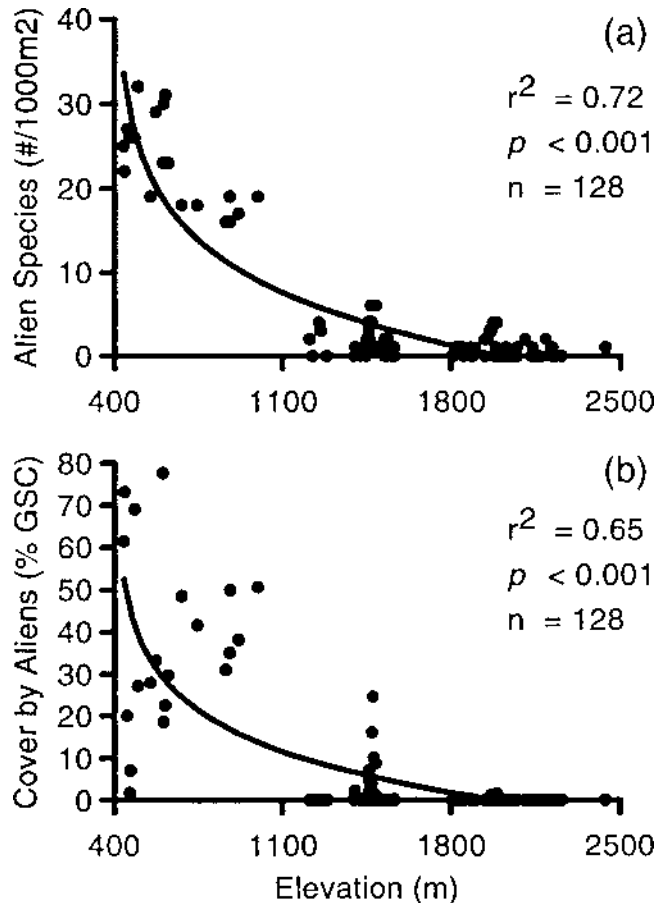 (a)
r2 = 0.72
p < 0.001
n = 128
Alien Species (#/1000m2)
40
30
20
10
0
400 1100 1800 2500
(b)
r2 = 0.65
p < 0.001
n = 128
Cover by Aliens (% GSC)
80
70
60
50
40
30
20
10
0
400 1100 1800 2500
Elevation (m)